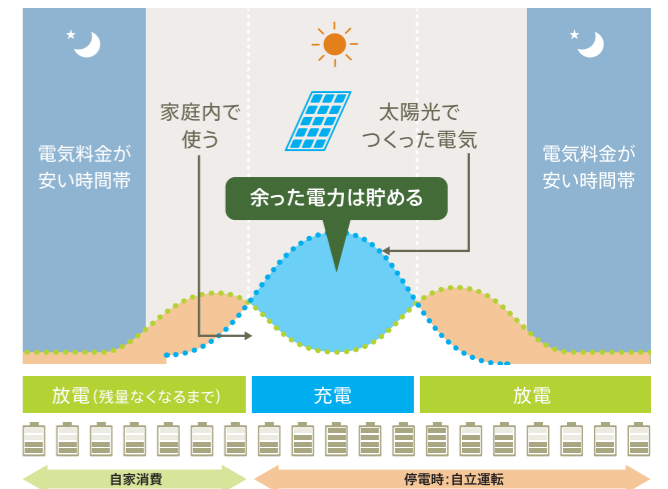 家庭内で
使う
太陽光で
つくった電気
電気料金が
安い時間帯
電気料金が
安い時間帯
余った電力は貯める
放電(残量なくなるまで)
充電
放電
自家消費
停電時:自立運転